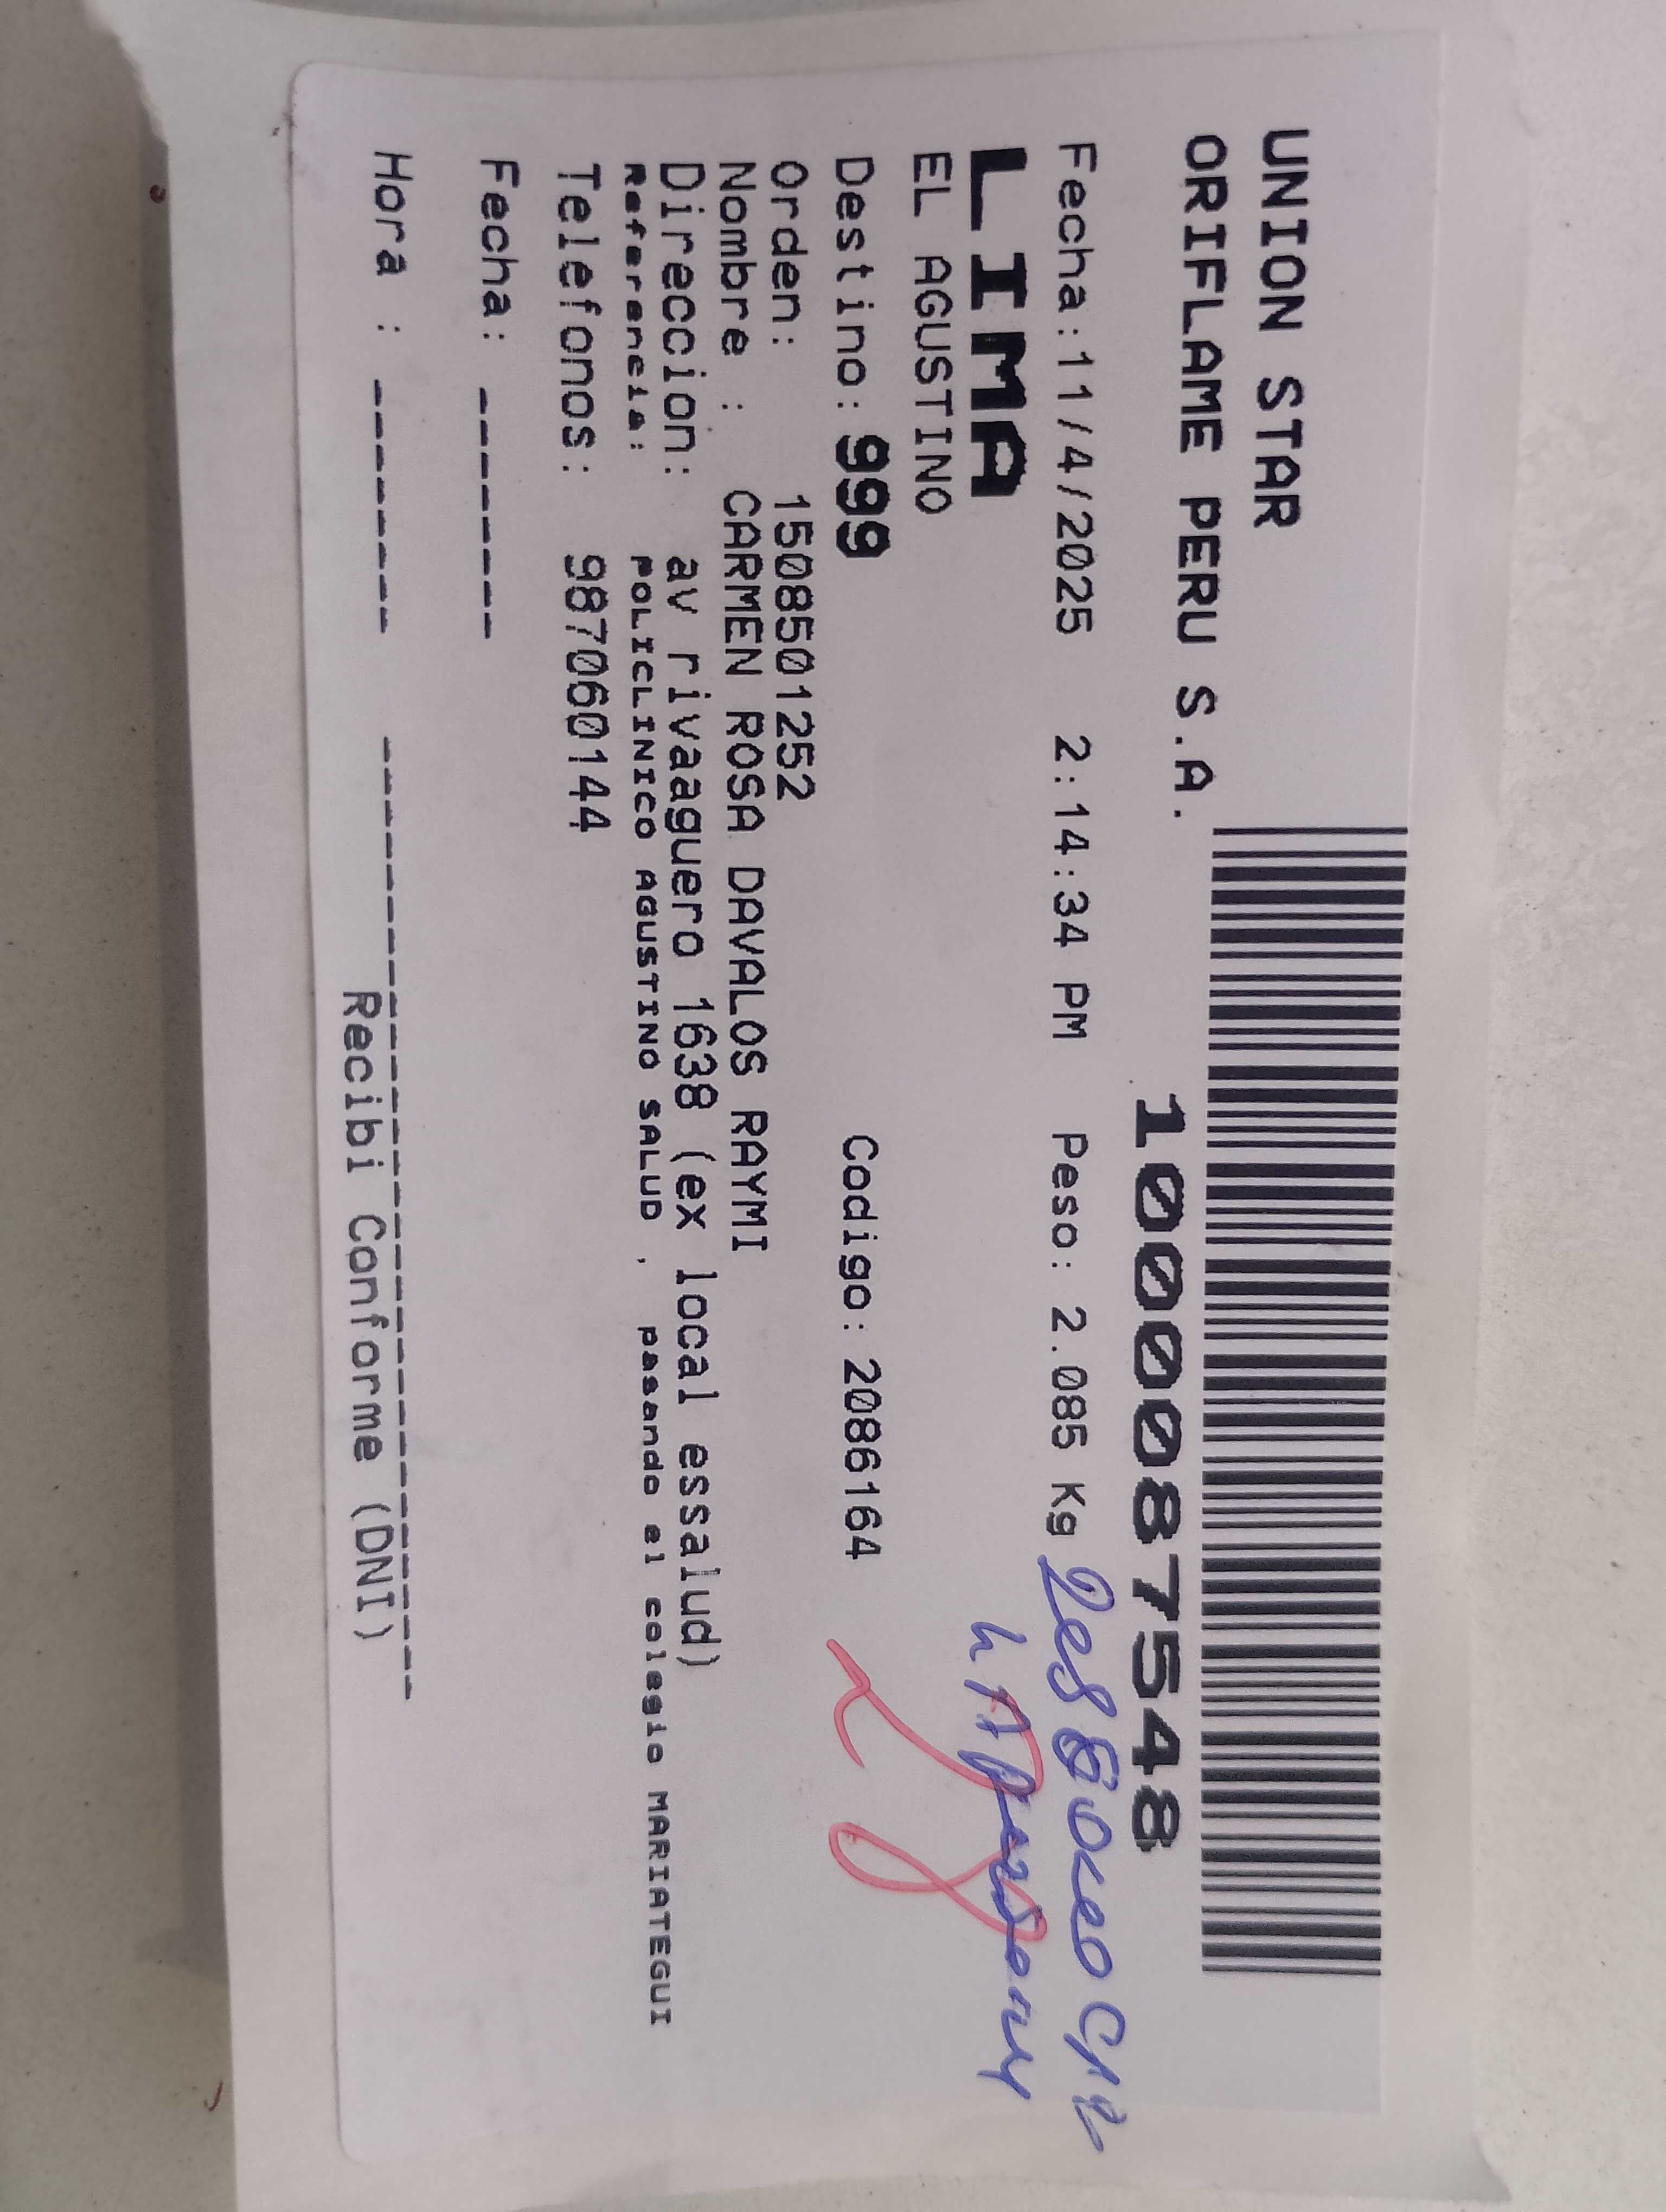 UNION STAR
ORIFLAME PERU S.A.
1000087548
Fecha:11/4/2025 2:14:34 PM Peso: 2.085 Kg
LIMA
EL AGUSTINO
Destino: 999 Codigo: 2086164
Orden: 1508501252
Nombre : CARMEN ROSA DAVALOS RAYMI
Direccion: av rivaaguero 1638 (ex local essalud)
Referencia: POLICLINICO AGUSTINO SALUD , pasando el colegio MARIATEGUI
Telefonos: 987060144
Fecha: -------
Hora : -------
Recibi Conforme (DNI)